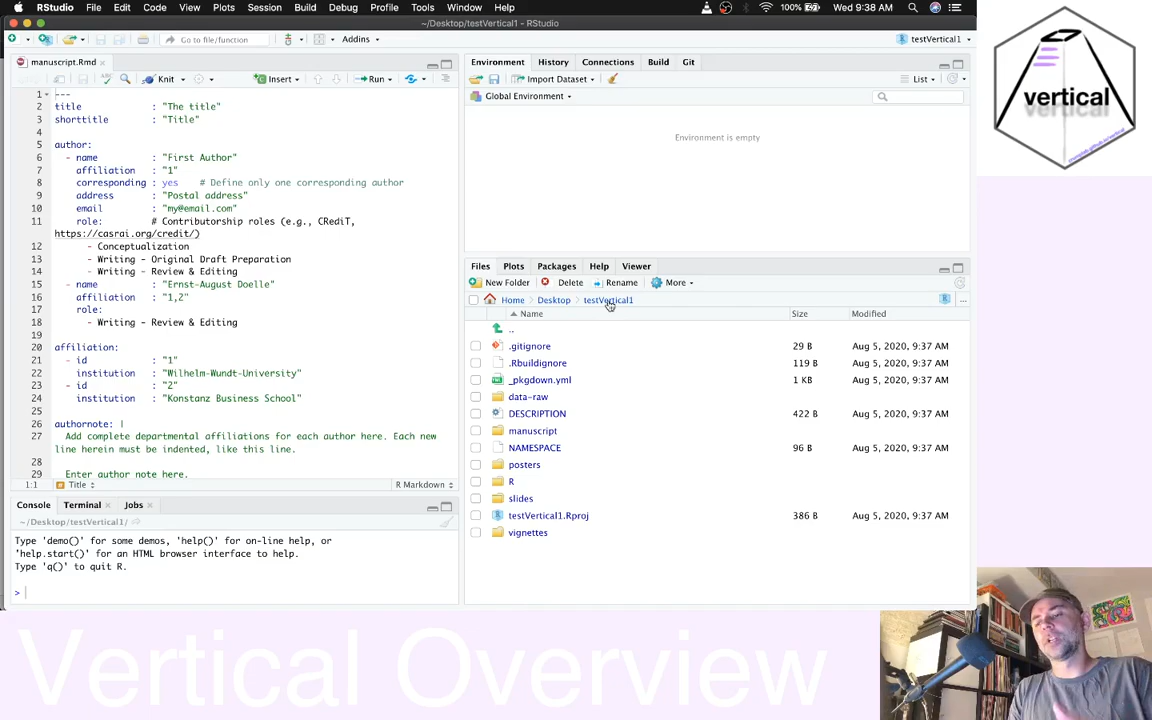 RStudio File Edit Code View Plots Session Build Debug Profile Tools Window Help 100% Wed 9:38 AM
~/Desktop/testVertical1 - RStudio
Go to file/function Addins testVertical1
manuscript.Rmd
Knit Insert Run
1 ---
2 title : "The title"
3 shorttitle : "Title"
4
5 author:
6 - name : "First Author"
7 affiliation : "1"
8 corresponding : yes # Define only one corresponding author
9 address : "Postal address"
10 email : "my@email.com"
11 role: # Contributorship roles (e.g., CRediT,
https://casrai.org/credit/)
12 - Conceptualization
13 - Writing - Original Draft Preparation
14 - Writing - Review & Editing
15 - name : "Ernst-August Doelle"
16 affiliation : "1,2"
17 role:
18 - Writing - Review & Editing
19
20 affiliation:
21 - id : "1"
22 institution : "Wilhelm-Wundt-University"
23 - id : "2"
24 institution : "Konstanz Business School"
25
26 authornote: |
27 Add complete departmental affiliations for each author here. Each new
line herein must be indented, like this line.
28
29 Enter author note here.
1:1 Title R Markdown
Console Terminal Jobs
~/Desktop/testVertical1/
Type 'demo()' for some demos, 'help()' for on-line help, or
'help.start()' for an HTML browser interface to help.
Type 'q()' to quit R.
>
Environment History Connections Build Git
Import Dataset List
Global Environment
Environment is empty
Files Plots Packages Help Viewer
New Folder Delete Rename More
Home Desktop testVertical1
Name Size Modified
..
.gitignore 29 B Aug 5, 2020, 9:37 AM
.Rbuildignore 119 B Aug 5, 2020, 9:37 AM
_pkgdown.yml 1 KB Aug 5, 2020, 9:37 AM
data-raw
DESCRIPTION 422 B Aug 5, 2020, 9:37 AM
manuscript
NAMESPACE 96 B Aug 5, 2020, 9:37 AM
posters
R
slides
testVertical1.Rproj 386 B Aug 5, 2020, 9:37 AM
vignettes
vertical
Vertical Overview